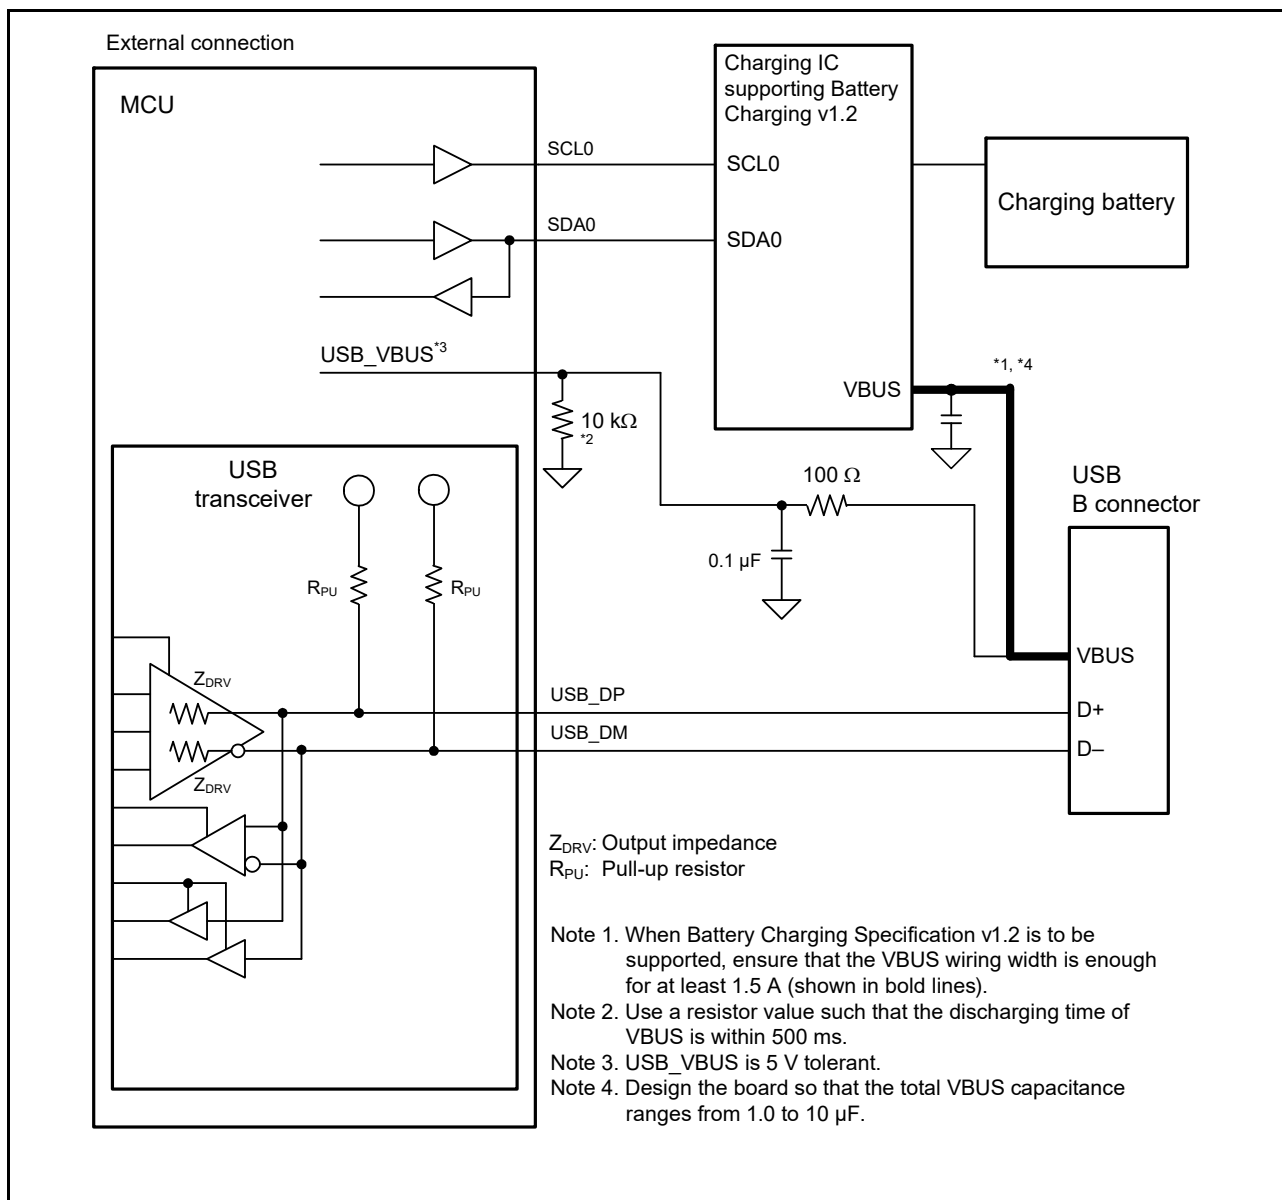 External connection
MCU
Charging IC
supporting Battery
Charging v1.2
SCL0
SCL0
Charging battery
SDA0
SDA0
USB_VBUS*3
*1, *4
VBUS
10 kΩ
*2
USB
transceiver
100 Ω
USB
B connector
0.1 µF
RPU
RPU
VBUS
ZDRV
USB_DP
D+
USB_DM
D–
ZDRV
ZDRV: Output impedance
RPU: Pull-up resistor
Note 1. When Battery Charging Specification v1.2 is to be
supported, ensure that the VBUS wiring width is enough
for at least 1.5 A (shown in bold lines).
Note 2. Use a resistor value such that the discharging time of
VBUS is within 500 ms.
Note 3. USB_VBUS is 5 V tolerant.
Note 4. Design the board so that the total VBUS capacitance
ranges from 1.0 to 10 µF.